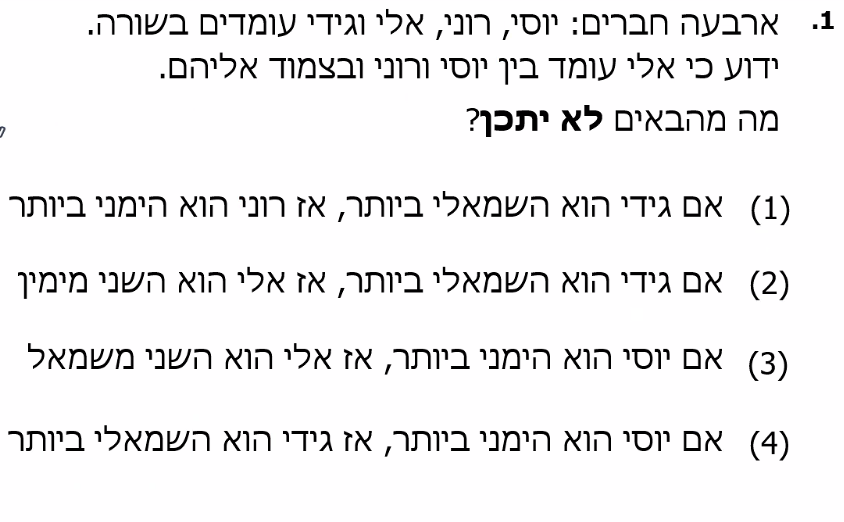 1. ארבעה חברים: יוסי, רוני, אלי וגידי עומדים בשורה.
ידוע כי אלי עומד בין יוסי ורוני ובצמוד אליהם.
מה מהבאים לא יתכן?
(1) אם גידי הוא השמאלי ביותר, אז רוני הוא הימני ביותר
(2) אם גידי הוא השמאלי ביותר, אז אלי הוא השני מימין
(3) אם יוסי הוא הימני ביותר, אז אלי הוא השני משמאל
(4) אם יוסי הוא הימני ביותר, אז גידי הוא השמאלי ביותר